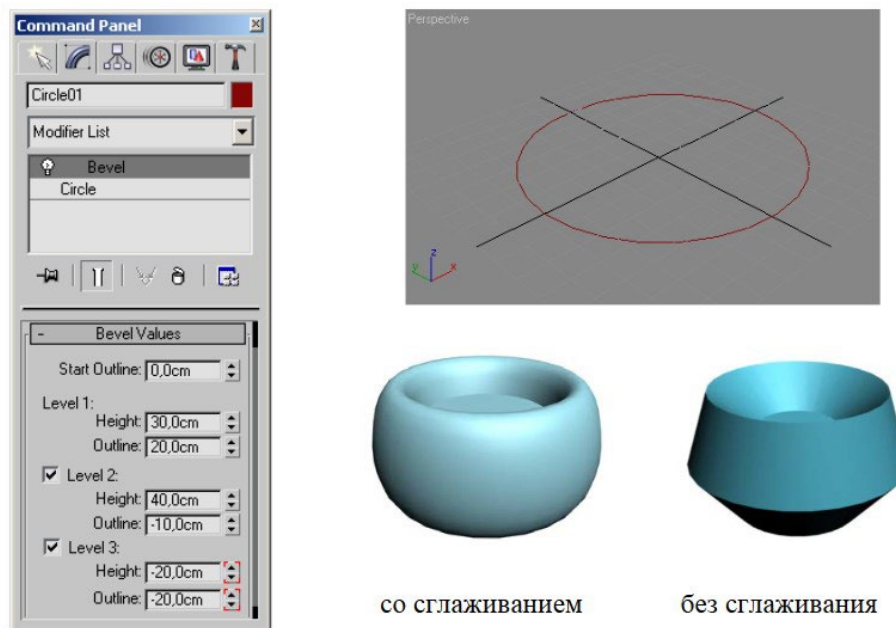 Command Panel
Circle01
Modifier List
Bevel
Circle
- Bevel Values
Start Outline: 0,0cm
Level 1:
Height: 30,0cm
Outline: 20,0cm
Level 2:
Height: 40,0cm
Outline: -10,0cm
Level 3:
Height: -20,0cm
Outline: -20,0cm
Perspective
z
y
x
со сглаживанием
без сглаживания